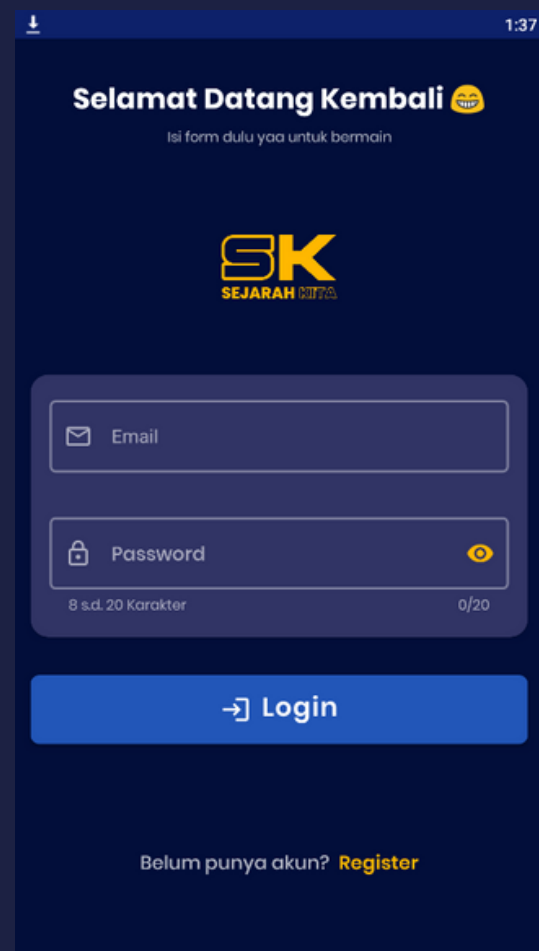 1:37
Selamat Datang Kembali 😁
Isi form dulu yaa untuk bermain
SK
SEJARAH KITA
Email
Password
8 s.d. 20 Karakter 0/20
Login
Belum punya akun? Register